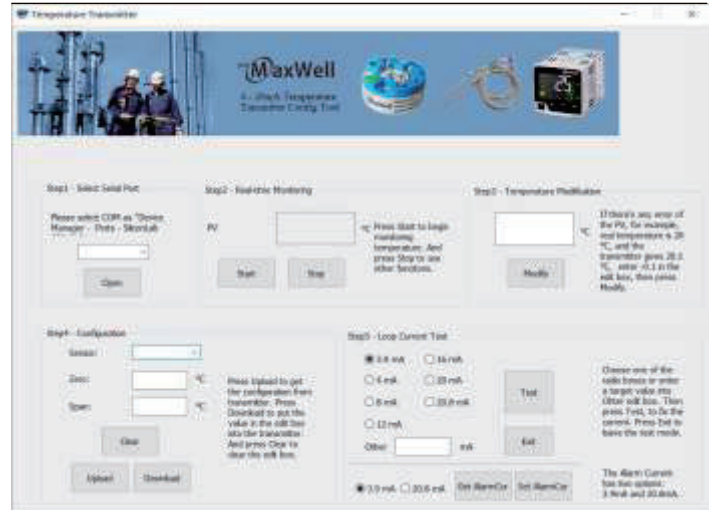 Temperature Transmitter
MaxWell
4 - 20mA Temperature
Transmitter Config Tool
Step1 - Select Serial Port
Please select COM as "Device
Manager - Ports - SiliconLab
Open
Step2 - Real-time Monitoring
PV
℃
Press Start to begin
monitoring
temperature. And
press Stop to use
other functions.
Start
Stop
Step3 - Temperature Modification
℃
Modify
If there's any error of
the PV, for example,
real temperature is 20
℃, and the
transmitter gives 20.1
℃, enter -0.1 in the
edit box, then press
Modify.
Step4 - Configuration
Sensor:
Zero:
℃
Span:
℃
Clear
Upload
Download
Press Upload to get
the configuration from
transmitter. Press
Download to put the
value in the edit box
into the transmitter.
And press Clear to
clear the edit box.
Step5 - Loop Current Test
3.8 mA
16 mA
4 mA
20 mA
8 mA
20.8 mA
12 mA
Other
mA
Test
Exit
Choose one of the
radio boxes or enter
a target value into
Other edit box. Then
press Test, to fix the
current. Press Exit to
leave the test mode.
3.9 mA
20.8 mA
Get AlarmCur
Set AlarmCur
The Alarm Current
has two options:
3.9mA and 20.8mA.